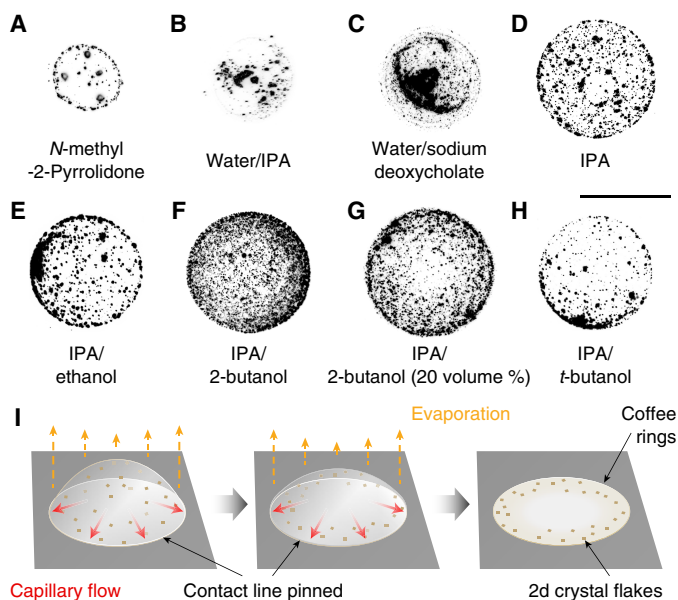 A
B
C
D
N-methyl
-2-Pyrrolidone
Water/IPA
Water/sodium
deoxycholate
IPA
E
F
G
H
IPA/
ethanol
IPA/
2-butanol
IPA/
2-butanol (20 volume %)
IPA/
t-butanol
I
Evaporation
Coffee
rings
Capillary flow
Contact line pinned
2d crystal flakes